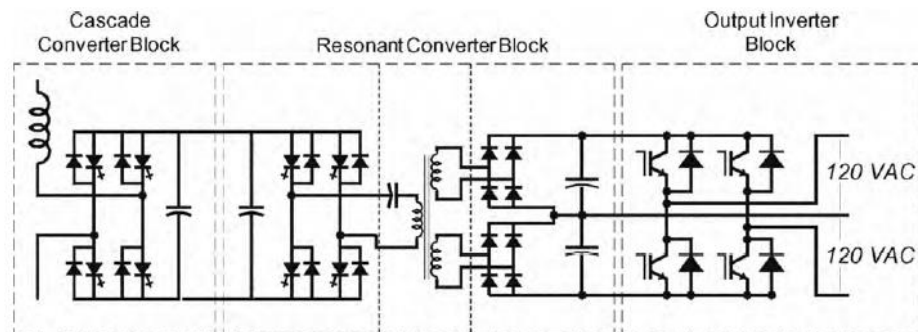 Cascade
Converter Block
Resonant Converter Block
Output Inverter
Block
120 VAC
120 VAC